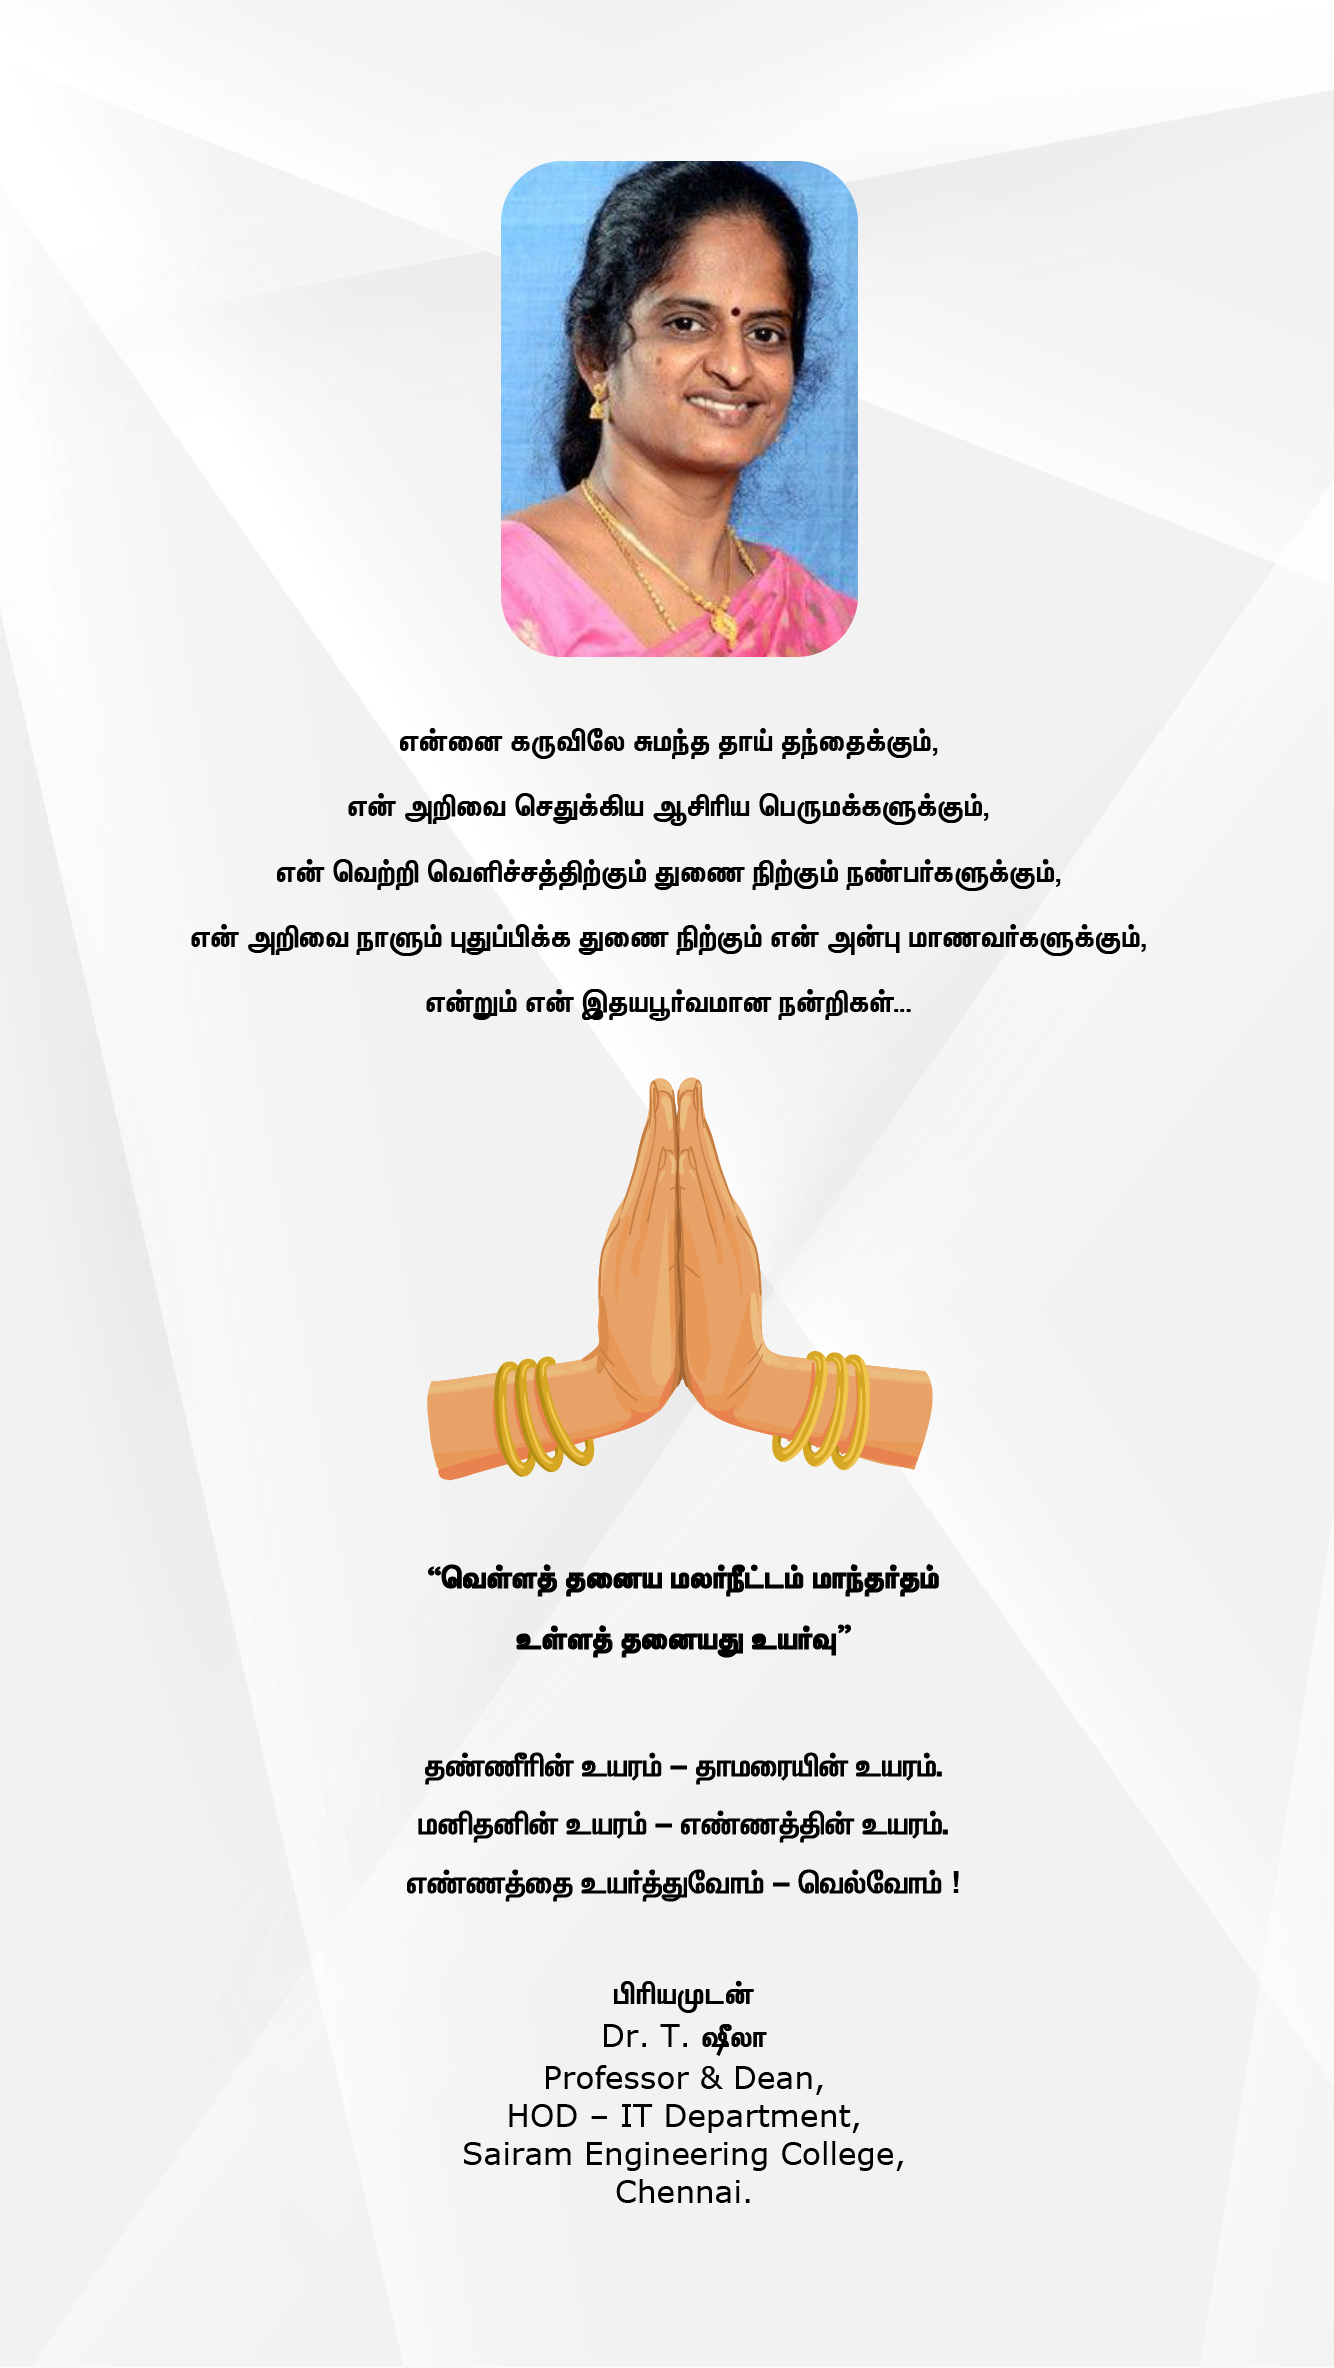 என்னை கருவிலே சுமந்த தாய் தந்தைக்கும்,
என் அறிவை செதுக்கிய ஆசிரிய பெருமக்களுக்கும்,
என் வெற்றி வெளிச்சத்திற்கும் துணை நிற்கும் நண்பர்களுக்கும்,
என் அறிவை நாளும் புதுப்பிக்க துணை நிற்கும் என் அன்பு மாணவர்களுக்கும்,
என்றும் என் இதயபூர்வமான நன்றிகள்...
“வெள்ளத் தனைய மலர்நீட்டம் மாந்தர்தம்
உள்ளத் தனையது உயர்வு”
தண்ணீரின் உயரம் – தாமரையின் உயரம்.
மனிதனின் உயரம் – எண்ணத்தின் உயரம்.
எண்ணத்தை உயர்த்துவோம் – வெல்வோம் !
பிரியமுடன்
Dr. T. ஷீலா
Professor & Dean,
HOD – IT Department,
Sairam Engineering College,
Chennai.